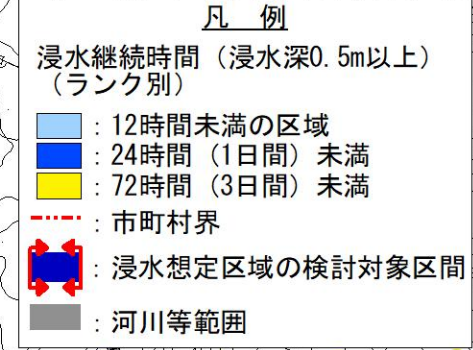 凡　例
浸水継続時間（浸水深0.5m以上）
（ランク別）
：12時間未満の区域
：24時間（1日間）未満
：72時間（3日間）未満
：市町村界
：浸水想定区域の検討対象区間
：河川等範囲